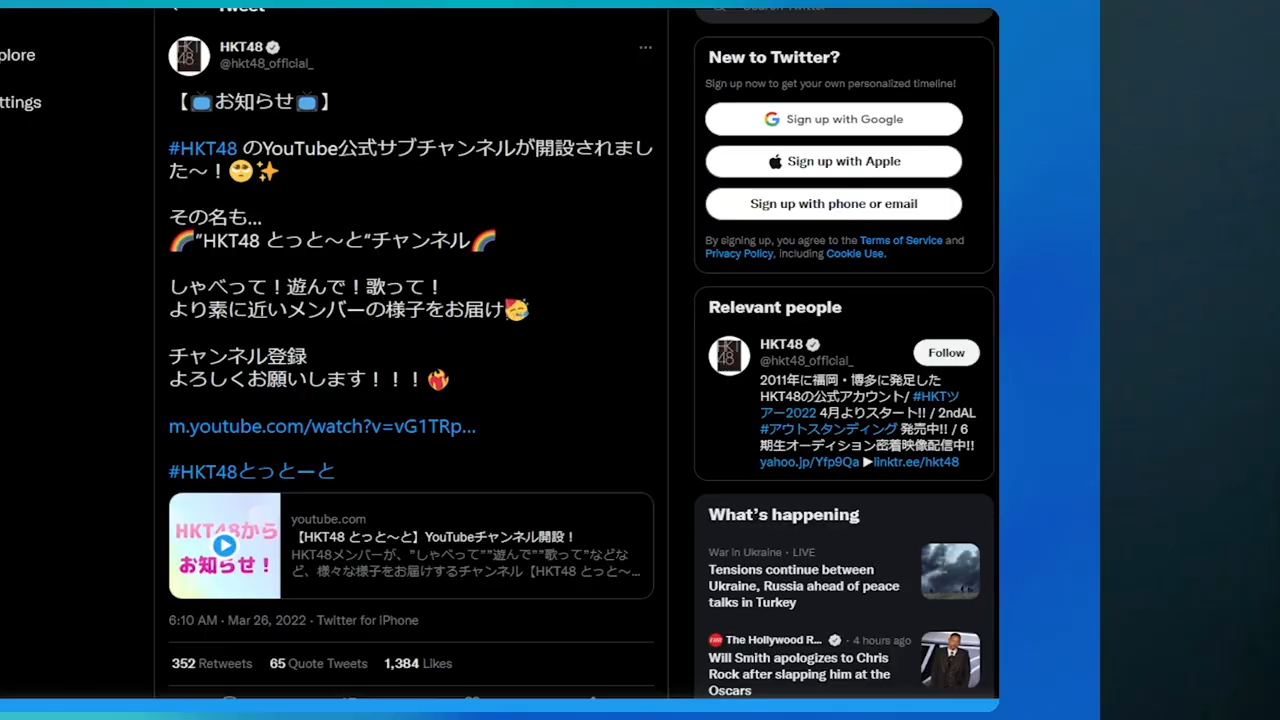 Tweet
plore
ttings
HKT48
@hkt48_official_
【📺お知らせ📺】
#HKT48 のYouTube公式サブチャンネルが開設されまし
た〜！🥺✨
その名も...
🌈"HKT48 とっと〜と"チャンネル🌈
しゃべって！遊んで！歌って！
より素に近いメンバーの様子をお届け🥳
チャンネル登録
よろしくお願いします！！！❤️‍🔥
m.youtube.com/watch?v=vG1TRp...
#HKT48とっとーと
HKT48から
お知らせ！
youtube.com
【HKT48 とっと〜と】YouTubeチャンネル開設！
HKT48メンバーが、"しゃべって""遊んで""歌って"などな
ど、様々な様子をお届けするチャンネル【HKT48 とっと〜...
6:10 AM · Mar 26, 2022 · Twitter for iPhone
352 Retweets 65 Quote Tweets 1,384 Likes
Search Twitter
New to Twitter?
Sign up now to get your own personalized timeline!
Sign up with Google
Sign up with Apple
Sign up with phone or email
By signing up, you agree to the Terms of Service and
Privacy Policy, including Cookie Use.
Relevant people
HKT48
@hkt48_official_
Follow
2011年に福岡・博多に発足した
HKT48の公式アカウント/ #HKTツ
アー2022 4月よりスタート!! / 2ndAL
#アウトスタンディング 発売中!! / 6
期生オーディション密着映像配信中!!
yahoo.jp/Yfp9Qa ▶linktr.ee/hkt48
What's happening
War in Ukraine · LIVE
Tensions continue between
Ukraine, Russia ahead of peace
talks in Turkey
The Hollywood R... · 4 hours ago
Will Smith apologizes to Chris
Rock after slapping him at the
Oscars